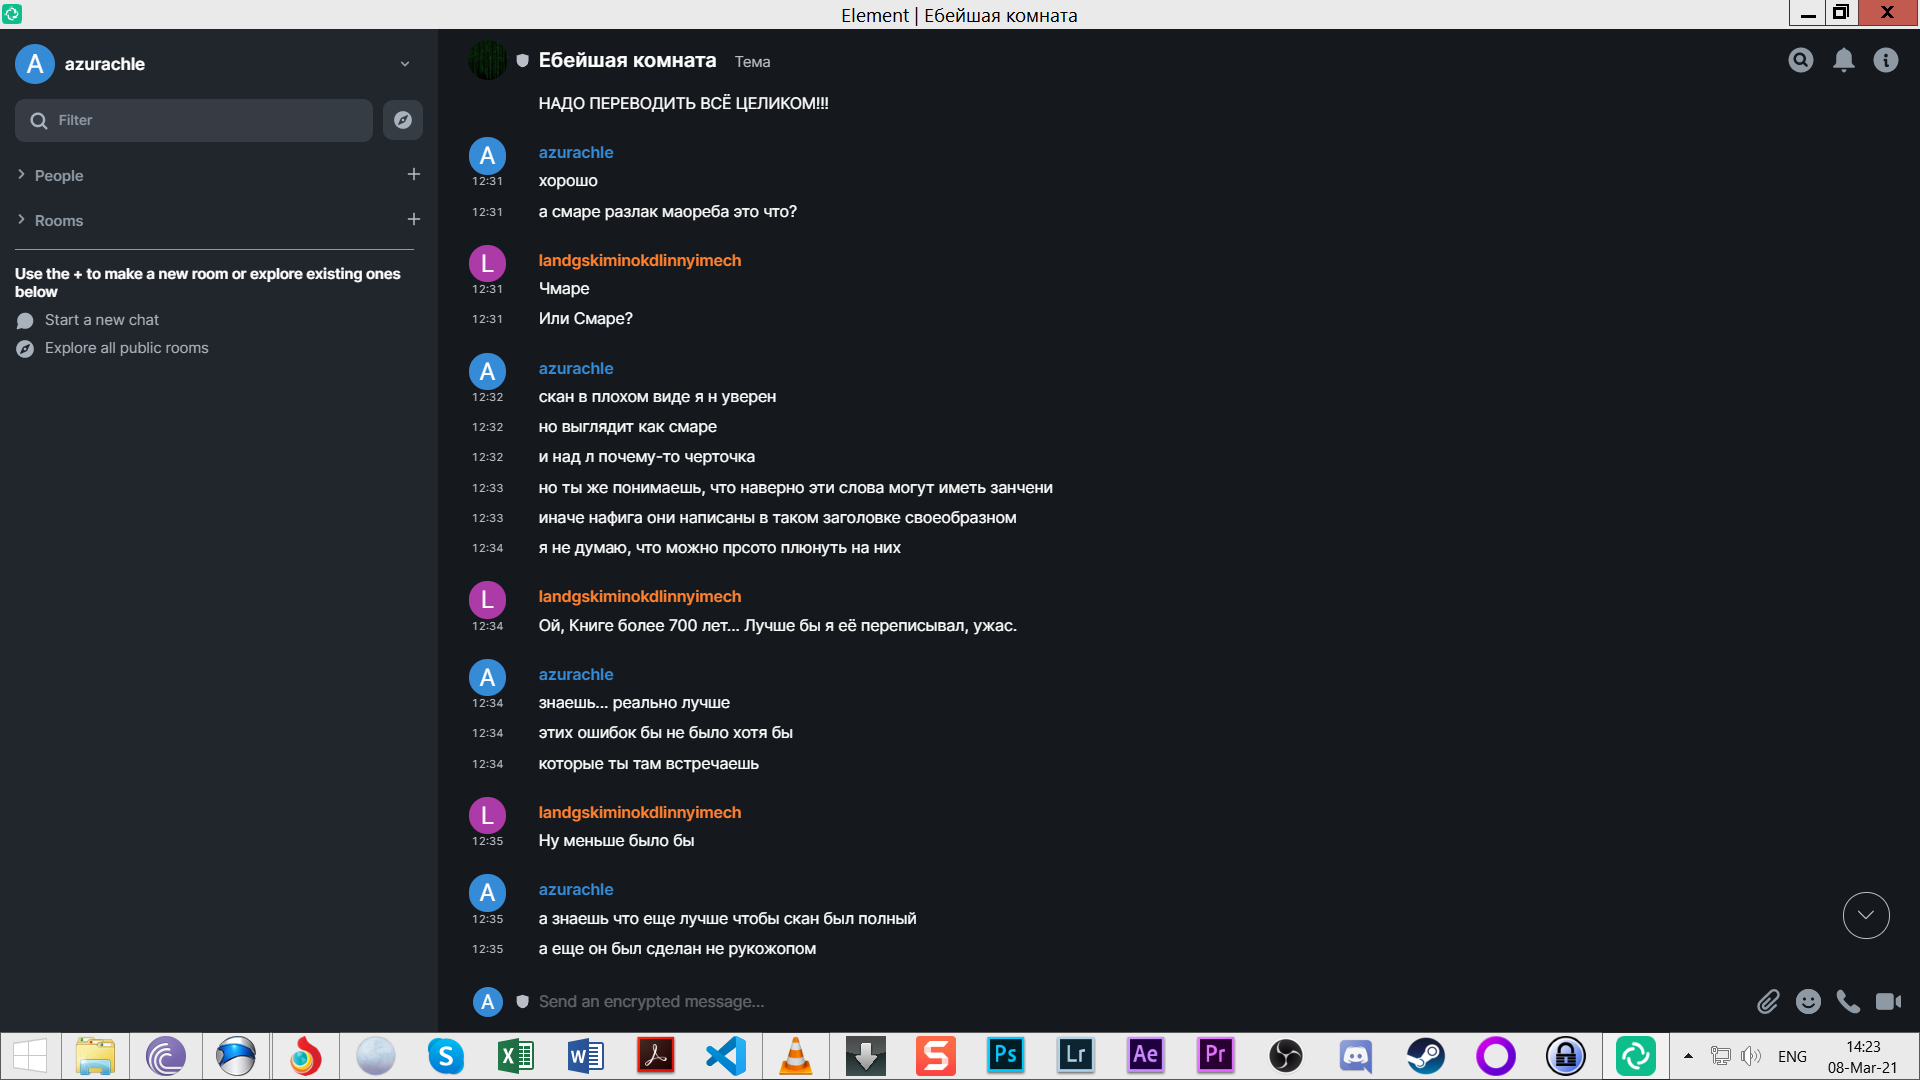 Element | Ебейшая комната
A azurachle
Filter
People
Rooms
Use the + to make a new room or explore existing ones
below
Start a new chat
Explore all public rooms
Ебейшая комната Тема
НАДО ПЕРЕВОДИТЬ ВСЁ ЦЕЛИКОМ!!!
A azurachle
12:31 хорошо
12:31 а смаре разлак маореба это что?
L landgskiminokdlinnyimech
12:31 Чмаре
12:31 Или Смаре?
A azurachle
12:32 скан в плохом виде я н уверен
12:32 но выглядит как смаре
12:32 и над л почему-то черточка
12:33 но ты же понимаешь, что наверно эти слова могут иметь занчени
12:33 иначе нафига они написаны в таком заголовке своеобразном
12:34 я не думаю, что можно прсото плюнуть на них
L landgskiminokdlinnyimech
12:34 Ой, Книге более 700 лет... Лучше бы я её переписывал, ужас.
A azurachle
12:34 знаешь... реально лучше
12:34 этих ошибок бы не было хотя бы
12:34 которые ты там встречаешь
L landgskiminokdlinnyimech
12:35 Ну меньше было бы
A azurachle
12:35 а знаешь что еще лучше чтобы скан был полный
12:35 а еще он был сделан не рукожопом
A Send an encrypted message...
S X W S Ps Lr Ae Pr ENG 14:23
08-Mar-21